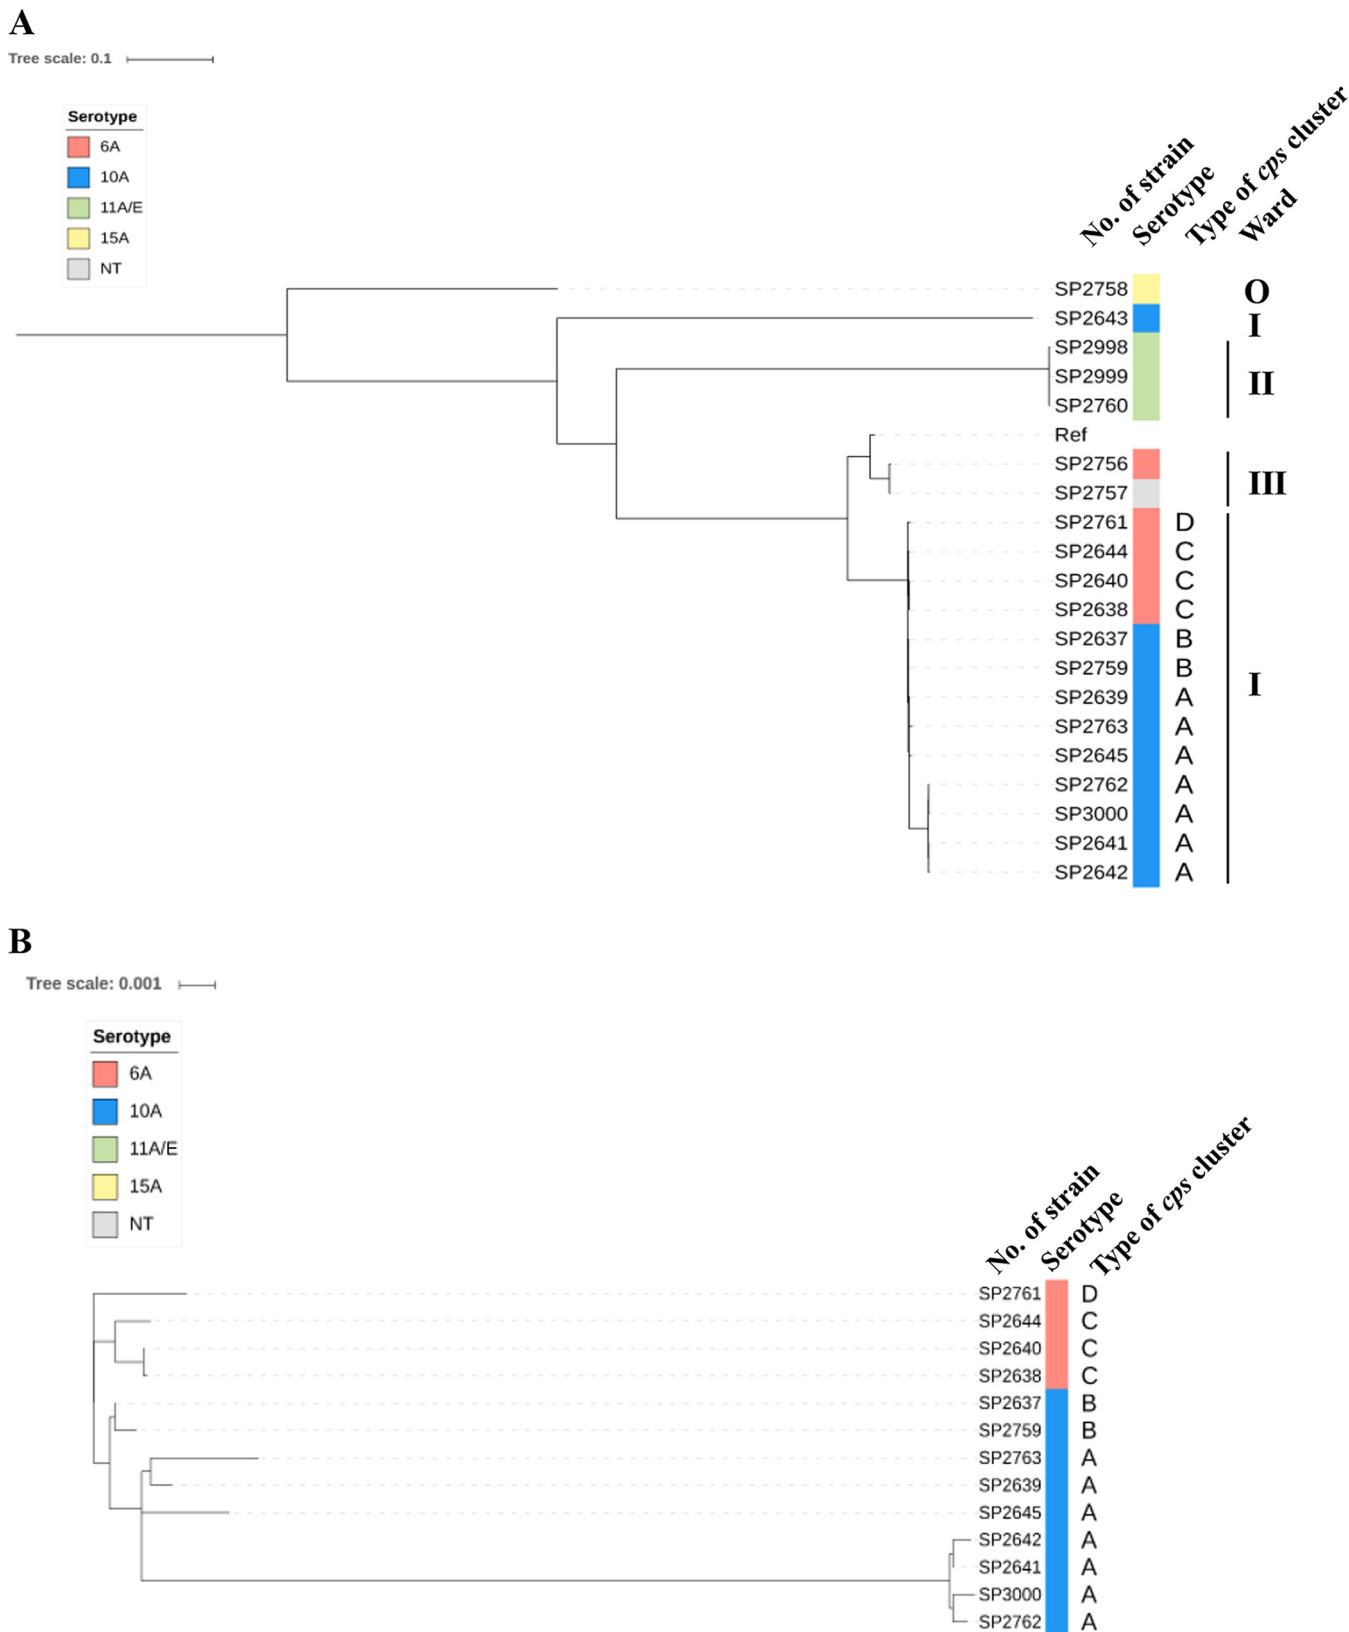 A
Tree scale: 0.1
Serotype
6A
10A
11A/E
15A
NT
No. of strain
Serotype
Type of cps cluster
Ward
SP2758 O
SP2643 I
SP2998
SP2999 II
SP2760
Ref
SP2756
III
SP2757
SP2761 D
SP2644 C
SP2640 C
SP2638 C
SP2637 B
SP2759 B
I
SP2639 A
SP2763 A
SP2645 A
SP2762 A
SP3000 A
SP2641 A
SP2642 A
B
Tree scale: 0.001
Serotype
6A
10A
11A/E
15A
NT
No. of strain
Serotype
Type of cps cluster
SP2761 D
SP2644 C
SP2640 C
SP2638 C
SP2637 B
SP2759 B
SP2763 A
SP2639 A
SP2645 A
SP2642 A
SP2641 A
SP3000 A
SP2762 A